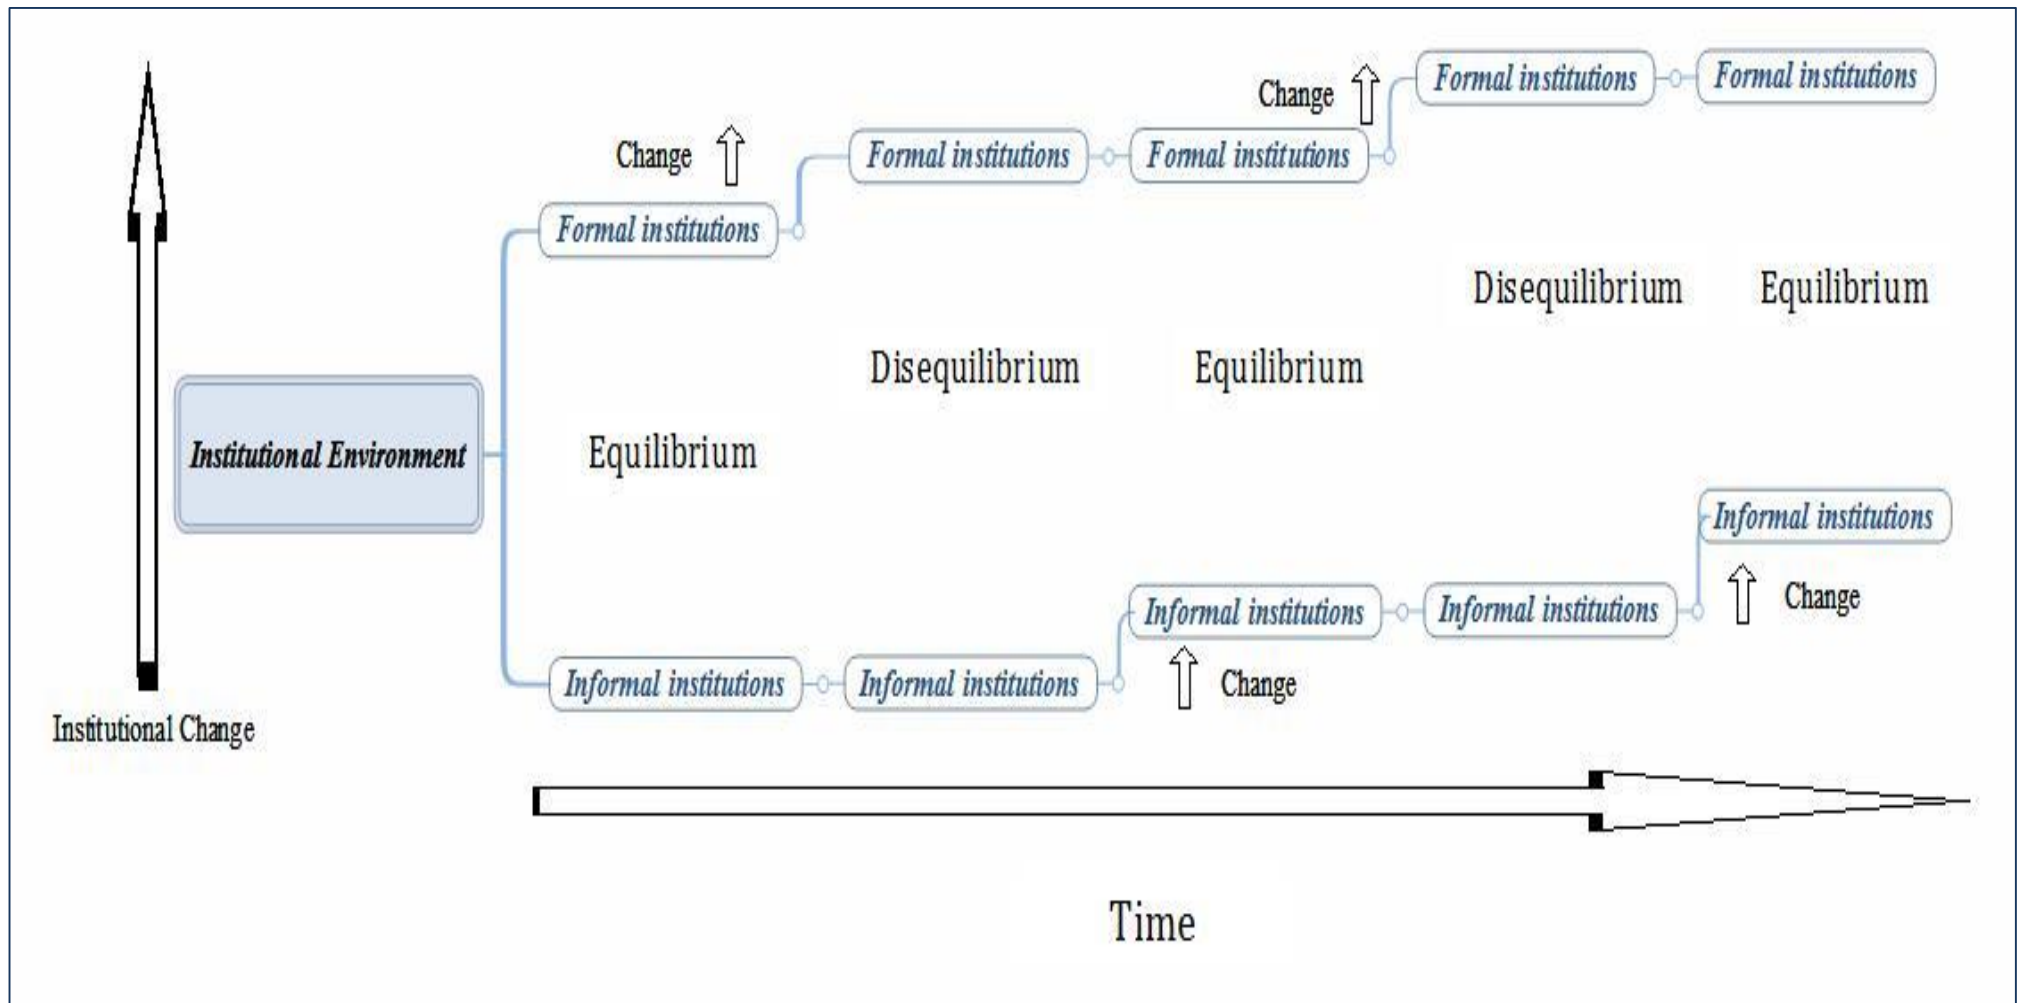 Change
Formal institutions
Formal institutions
Change
Formal institutions
Formal institutions
Formal institutions
Disequilibrium
Equilibrium
Disequilibrium
Equilibrium
Institutional Environment
Equilibrium
Informal institutions
Change
Informal institutions
Informal institutions
Informal institutions
Informal institutions
Change
Institutional Change
Time